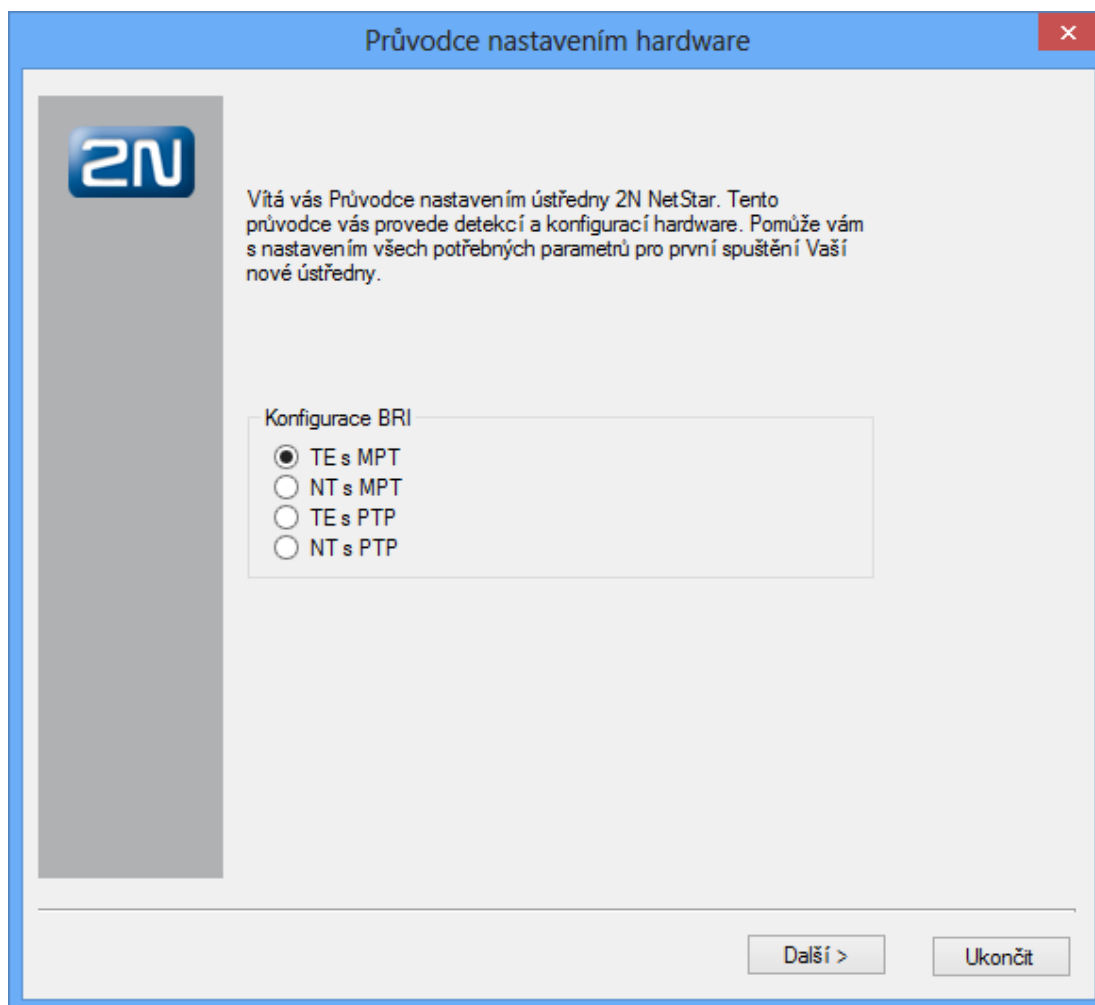 Průvodce nastavením hardware
2N
Vítá vás Průvodce nastavením ústředny 2N NetStar. Tento
průvodce vás provede detekcí a konfigurací hardware. Pomůže vám
s nastavením všech potřebných parametrů pro první spuštění Vaší
nové ústředny.
Konfigurace BRI
TE s MPT
NT s MPT
TE s PTP
NT s PTP
Další >
Ukončit